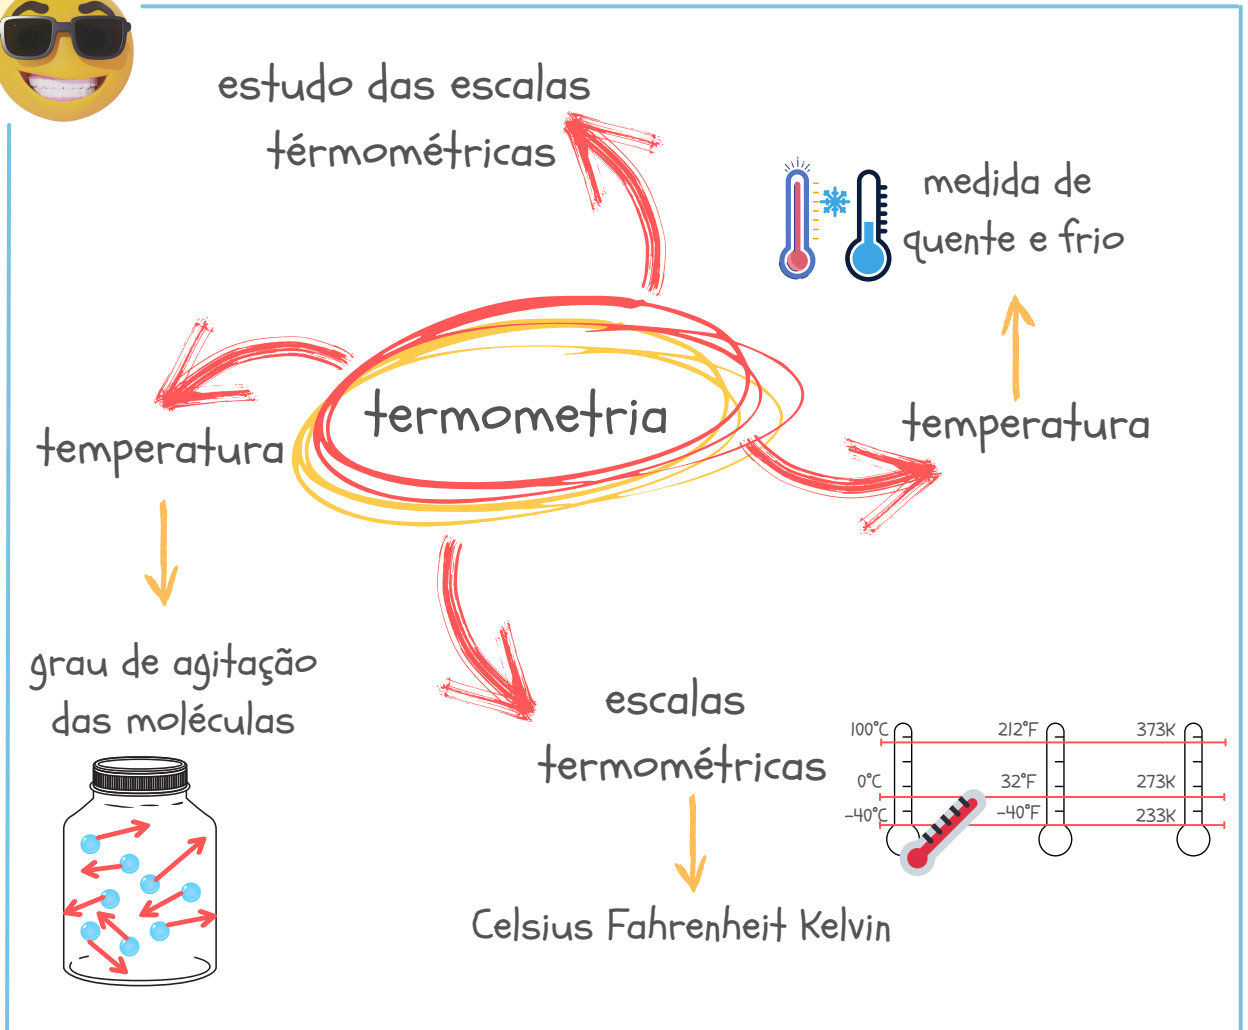 estudo das escalas
térmométricas
medida de
quente e frio
termometria
temperatura
temperatura
grau de agitação
das moléculas
escalas
termométricas
100°C 212°F 373K
0°C 32°F 273K
-40°C -40°F 233K
Celsius Fahrenheit Kelvin